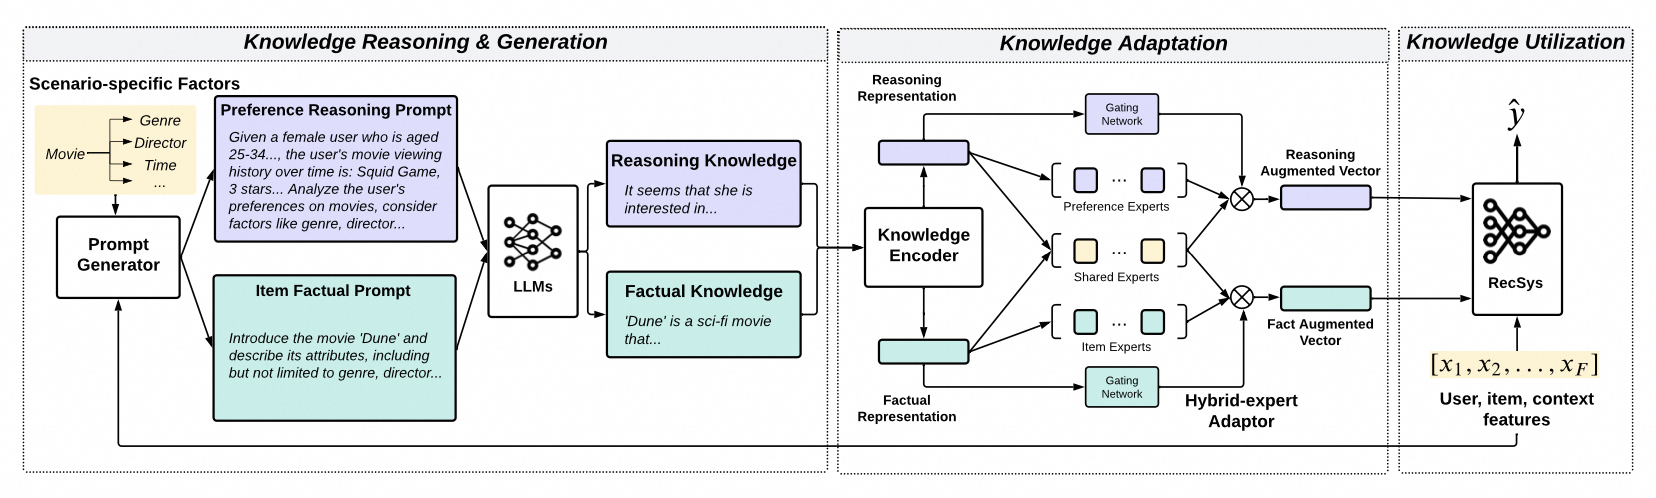 Knowledge Reasoning & Generation
Scenario-specific Factors
Movie
Genre
Director
Time
...
Prompt
Generator
Preference Reasoning Prompt
Given a female user who is aged
25-34..., the user's movie viewing
history over time is: Squid Game,
3 stars... Analyze the user's
preferences on movies, consider
factors like genre, director...
Item Factual Prompt
Introduce the movie 'Dune' and
describe its attributes, including
but not limited to genre, director...
LLMs
Reasoning Knowledge
It seems that she is
interested in...
Factual Knowledge
'Dune' is a sci-fi movie
that...
Knowledge Adaptation
Reasoning
Representation
Knowledge
Encoder
Factual
Representation
Gating
Network
...
Preference Experts
...
Shared Experts
...
Item Experts
Gating
Network
Hybrid-expert
Adaptor
Reasoning
Augmented Vector
Fact Augmented
Vector
Knowledge Utilization
ŷ
RecSys
[x₁, x₂, . . . , x_F]
User, item, context
features